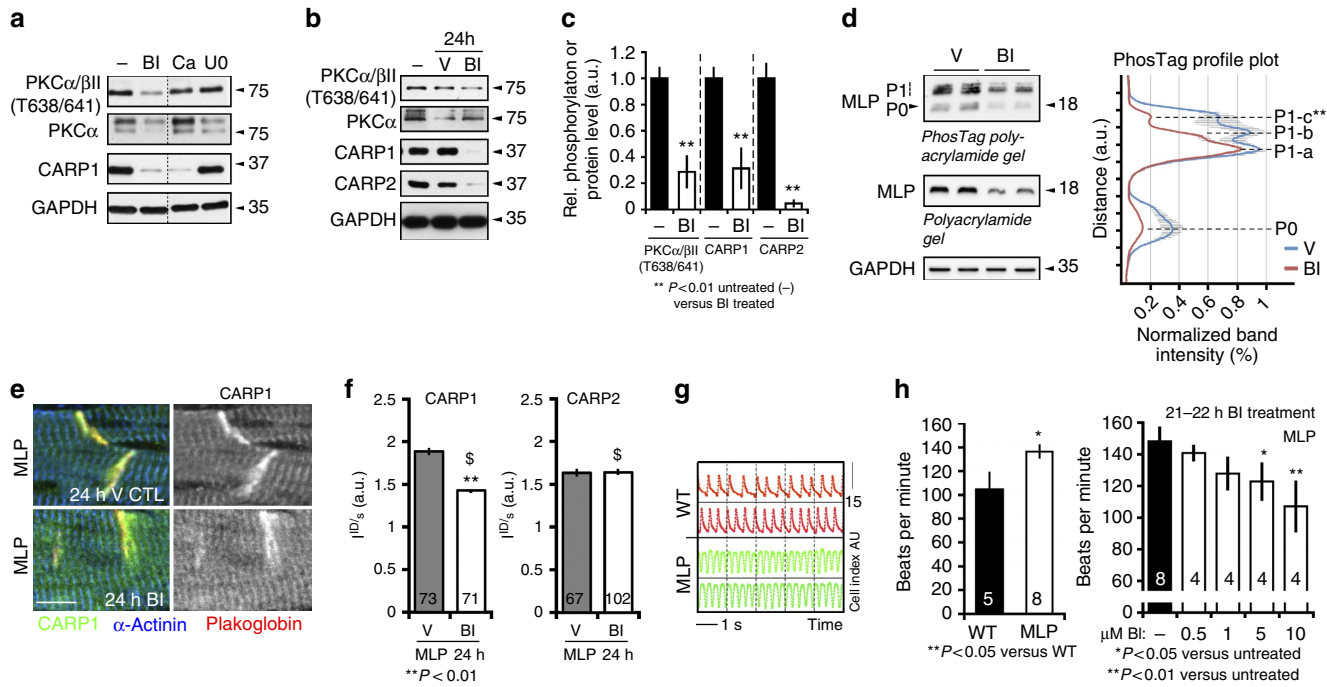 a
– BI Ca U0
PKCα/βII
(T638/641)
75
PKCα
75
CARP1
37
GAPDH
35
b
24h
– V BI
PKCα/βII
(T638/641)
75
PKCα
75
CARP1
37
CARP2
37
GAPDH
35
c
Rel. phosphorylaton or
protein level (a.u.)
1.2
1.0
0.8
0.6
0.4
0.2
0
**
**
**
– BI – BI – BI
PKCα/βII
(T638/641)
CARP1
CARP2
** P<0.01 untreated (–)
versus BI treated
d
V BI
MLP
P1
P0
18
PhosTag poly-
acrylamide gel
MLP
18
Polyacrylamide
gel
GAPDH
35
PhosTag profile plot
Distance (a.u.)
P1-c**
P1-b
P1-a
P0
V
BI
0.2 0.4 0.6 0.8 1
Normalized band
intensity (%)
e
CARP1
MLP
24 h V CTL
MLP
24 h BI
CARP1 α-Actinin Plakoglobin
f
CARP1
2.5
2
1.5
1
0.5
0
I ID/s (a.u.)
$
**
73 71
V BI
MLP 24 h
**P < 0.01
CARP2
2.5
2
1.5
1
0.5
0
I ID/s (a.u.)
$
67 102
V BI
MLP 24 h
g
WT
MLP
15
Cell index AU
1 s Time
h
Beats per minute
160
140
120
100
80
60
40
20
0
*
5 8
WT MLP
**P<0.05 versus WT
21–22 h BI treatment
MLP
Beats per minute
160
140
120
100
80
60
0
*
**
8 4 4 4 4
μM BI: – 0.5 1 5 10
*P<0.05 versus untreated
**P<0.01 versus untreated